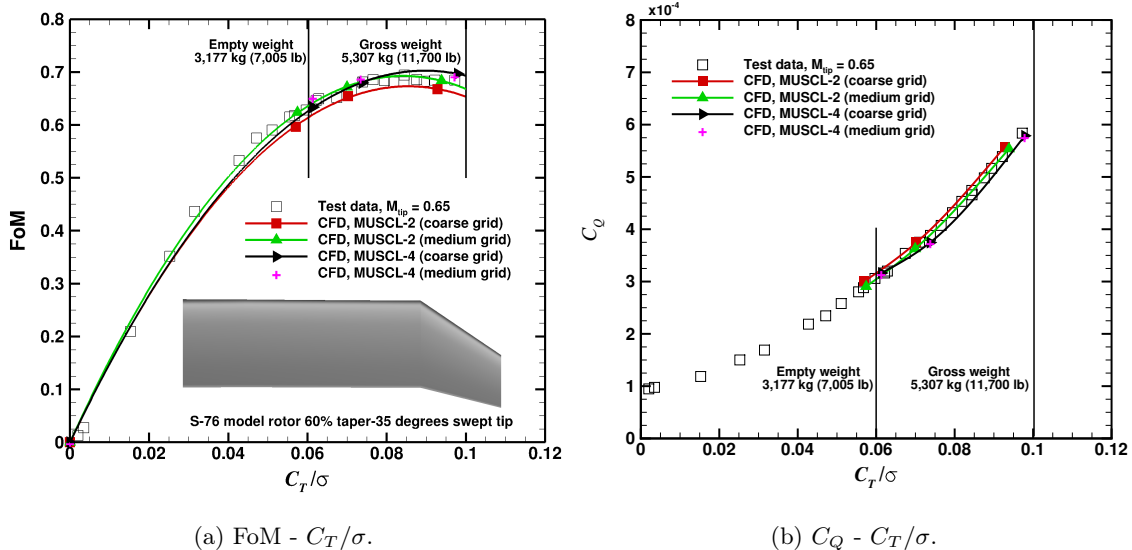 FoM
0.8
0.7
0.6
0.5
0.4
0.3
0.2
0.1
0
0
0.02
0.04
0.06
0.08
0.1
0.12
C_T/σ
Empty weight
3,177 kg (7,005 lb)
Gross weight
5,307 kg (11,700 lb)
Test data, M_tip = 0.65
CFD, MUSCL-2 (coarse grid)
CFD, MUSCL-2 (medium grid)
CFD, MUSCL-4 (coarse grid)
CFD, MUSCL-4 (medium grid)
S-76 model rotor 60% taper-35 degrees swept tip
(a) FoM - C_T/σ.
x10^-4
C_Q
8
7
6
5
4
3
2
1
0
0
0.02
0.04
0.06
0.08
0.1
0.12
C_T/σ
Test data, M_tip = 0.65
CFD, MUSCL-2 (coarse grid)
CFD, MUSCL-2 (medium grid)
CFD, MUSCL-4 (coarse grid)
CFD, MUSCL-4 (medium grid)
Empty weight
3,177 kg (7,005 lb)
Gross weight
5,307 kg (11,700 lb)
(b) C_Q - C_T/σ.